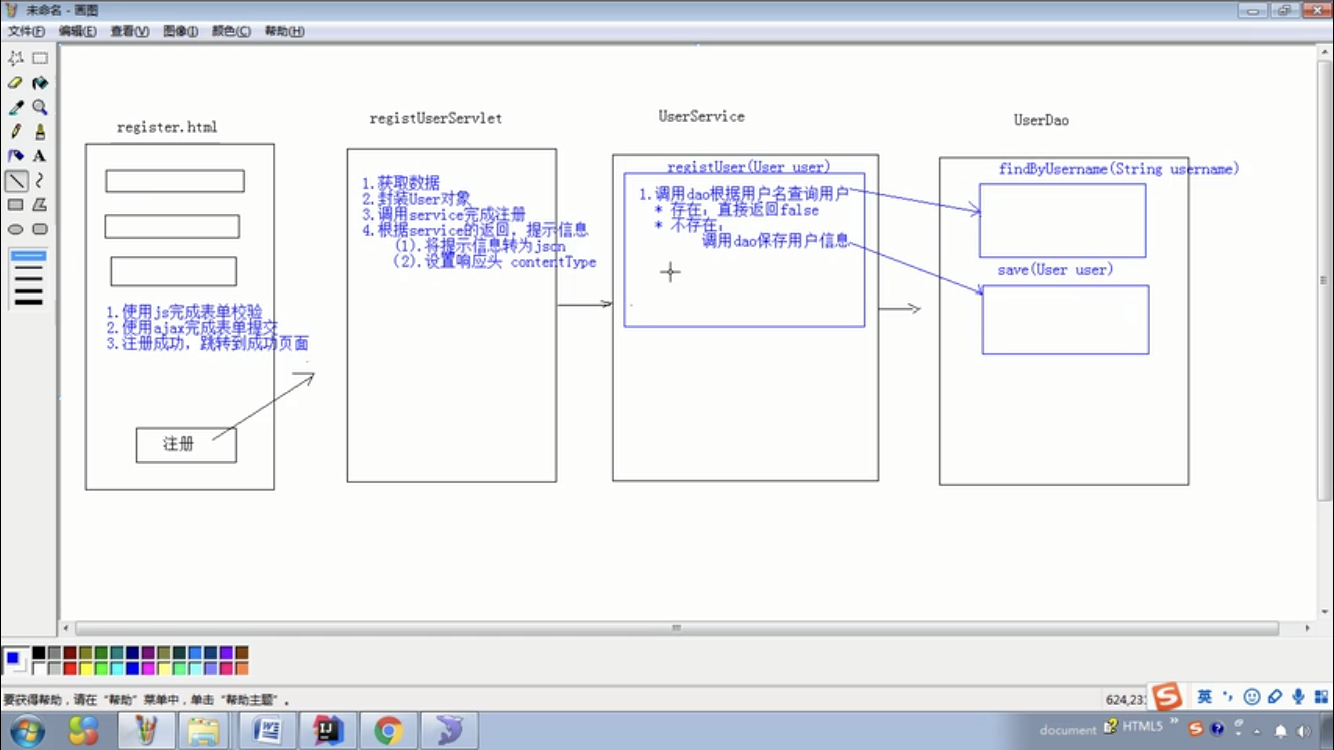 未命名 - 画图
文件(F) 编辑(E) 查看(V) 图像(I) 颜色(C) 帮助(H)
register.html
1.使用js完成表单校验
2.使用ajax完成表单提交
3.注册成功，跳转到成功页面
注册
registUserServlet
1.获取数据
2.封装User对象
3.调用service完成注册
4.根据service的返回，提示信息
(1).将提示信息转为json
(2).设置响应头 contentType
UserService
registUser(User user)
1.调用dao根据用户名查询用户
* 存在：直接返回false
* 不存在：
调用dao保存用户信息
UserDao
findByUsername(String username)
save(User user)
要获得帮助，请在“帮助”菜单中，单击“帮助主题”。
624,23
英
document
HTML5